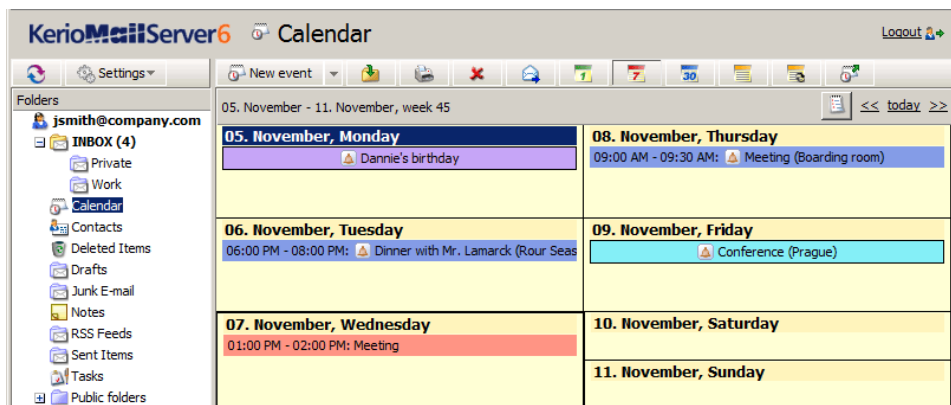 KerioMailServer6 Calendar
Logout
Settings
New event
1
7
30
Folders
jsmith@company.com
INBOX (4)
Private
Work
Calendar
Contacts
Deleted Items
Drafts
Junk E-mail
Notes
RSS Feeds
Sent Items
Tasks
Public folders
05. November - 11. November, week 45
<< today >>
05. November, Monday
Dannie's birthday
06. November, Tuesday
06:00 PM - 08:00 PM: Dinner with Mr. Lamarck (Rour Seas
07. November, Wednesday
01:00 PM - 02:00 PM: Meeting
08. November, Thursday
09:00 AM - 09:30 AM: Meeting (Boarding room)
09. November, Friday
Conference (Prague)
10. November, Saturday
11. November, Sunday